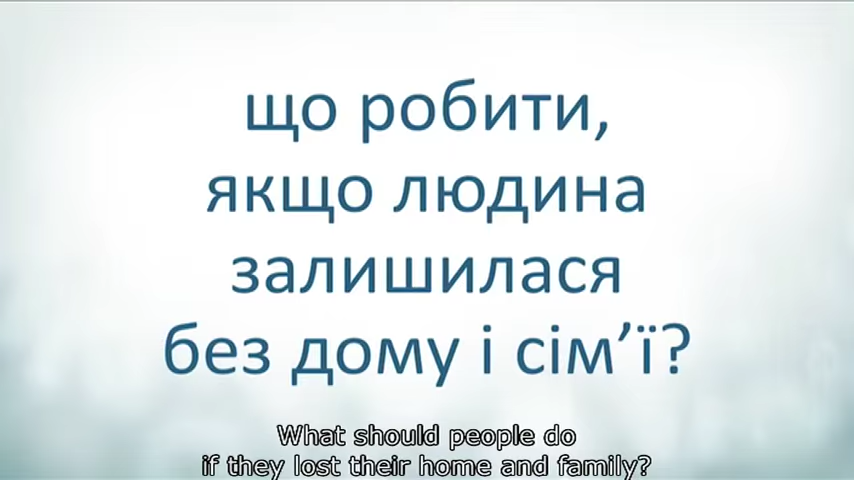 що робити,
якщо людина
залишилася
без дому і сім’ї?
What should people do
if they lost their home and family?